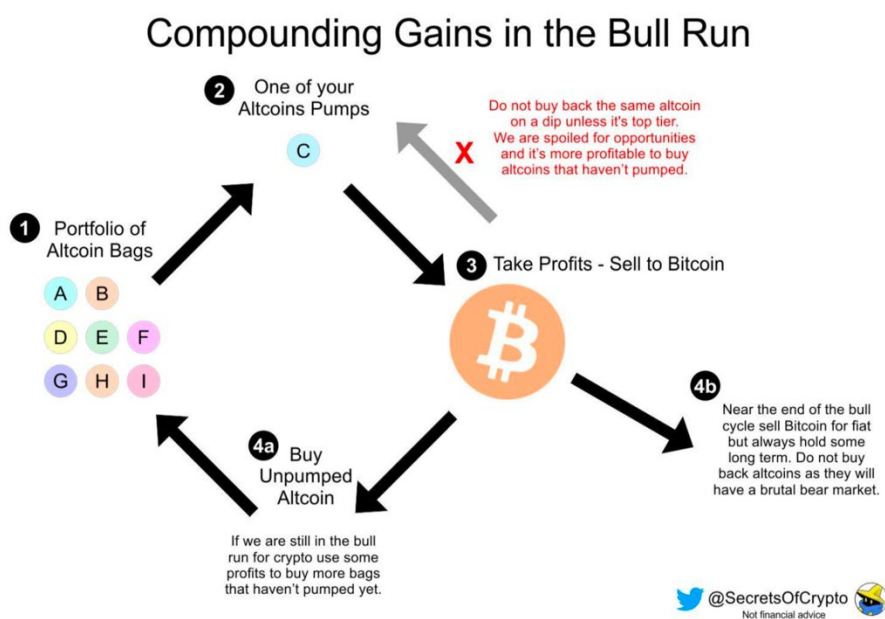 Compounding Gains in the Bull Run
2
One of your
Altcoins Pumps
C
Do not buy back the same altcoin
on a dip unless it's top tier.
We are spoiled for opportunities
and it's more profitable to buy
altcoins that haven't pumped.
X
1
Portfolio of
Altcoin Bags
A B
D E F
G H I
3
Take Profits - Sell to Bitcoin
₿
4a
Buy
Unpumped
Altcoin
If we are still in the bull
run for crypto use some
profits to buy more bags
that haven't pumped yet.
4b
Near the end of the bull
cycle sell Bitcoin for fiat
but always hold some
long term. Do not buy
back altcoins as they will
have a brutal bear market.
@SecretsOfCrypto
Not financial advice